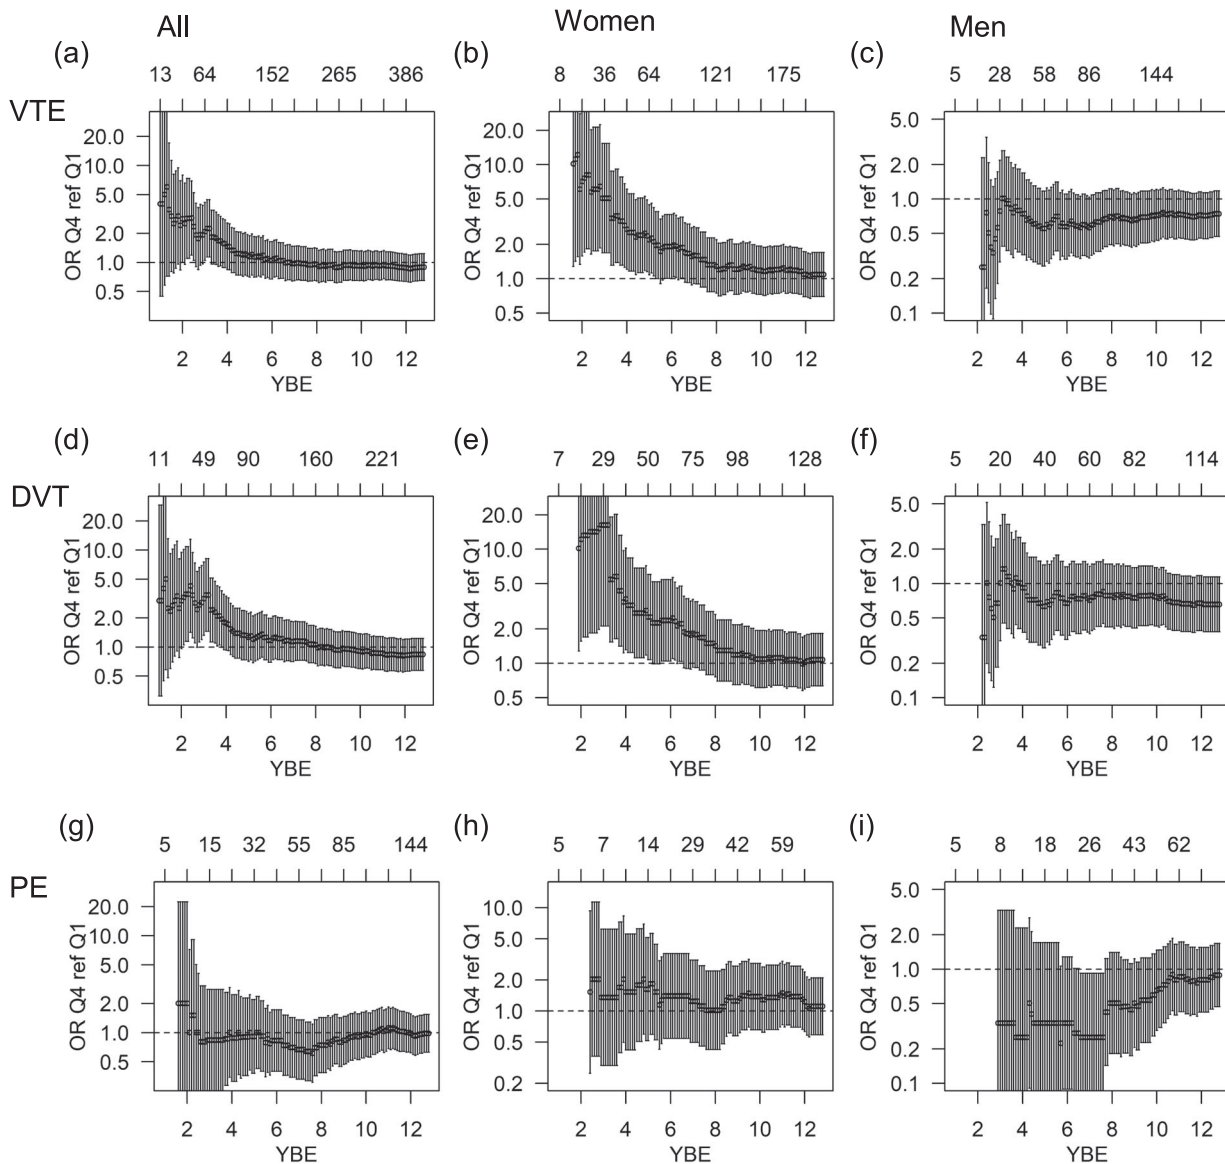 All Women Men
(a) (b) (c)
13 64 152 265 386 8 36 64 121 175 5 28 58 86 144
VTE
OR Q4 ref Q1 OR Q4 ref Q1 OR Q4 ref Q1
20.0 20.0 5.0
10.0 10.0 2.0
5.0 5.0 1.0
2.0 2.0 0.5
1.0 1.0 0.2
0.5 0.5 0.1
2 4 6 8 10 12 2 4 6 8 10 12 2 4 6 8 10 12
YBE YBE YBE
(d) (e) (f)
11 49 90 160 221 7 29 50 75 98 128 5 20 40 60 82 114
DVT
OR Q4 ref Q1 OR Q4 ref Q1 OR Q4 ref Q1
20.0 20.0 5.0
10.0 10.0 2.0
5.0 5.0 1.0
2.0 2.0 0.5
1.0 1.0 0.2
0.5 0.5 0.1
2 4 6 8 10 12 2 4 6 8 10 12 2 4 6 8 10 12
YBE YBE YBE
(g) (h) (i)
5 15 32 55 85 144 5 7 14 29 42 59 5 8 18 26 43 62
PE
OR Q4 ref Q1 OR Q4 ref Q1 OR Q4 ref Q1
20.0 10.0 5.0
10.0 5.0 2.0
5.0 2.0 1.0
2.0 1.0 0.5
1.0 0.5 0.2
0.5 0.2 0.1
2 4 6 8 10 12 2 4 6 8 10 12 2 4 6 8 10 12
YBE YBE YBE